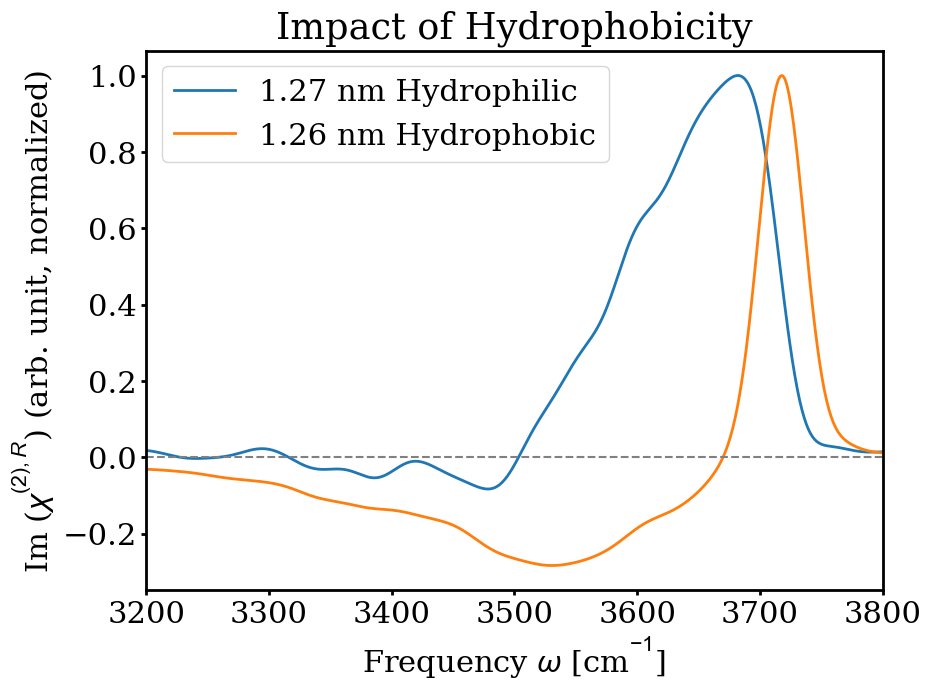 Impact of Hydrophobicity
1.27 nm Hydrophilic
1.26 nm Hydrophobic
Im (χ^(2), R) (arb. unit, normalized)
1.0
0.8
0.6
0.4
0.2
0.0
−0.2
3200 3300 3400 3500 3600 3700 3800
Frequency ω [cm⁻¹]